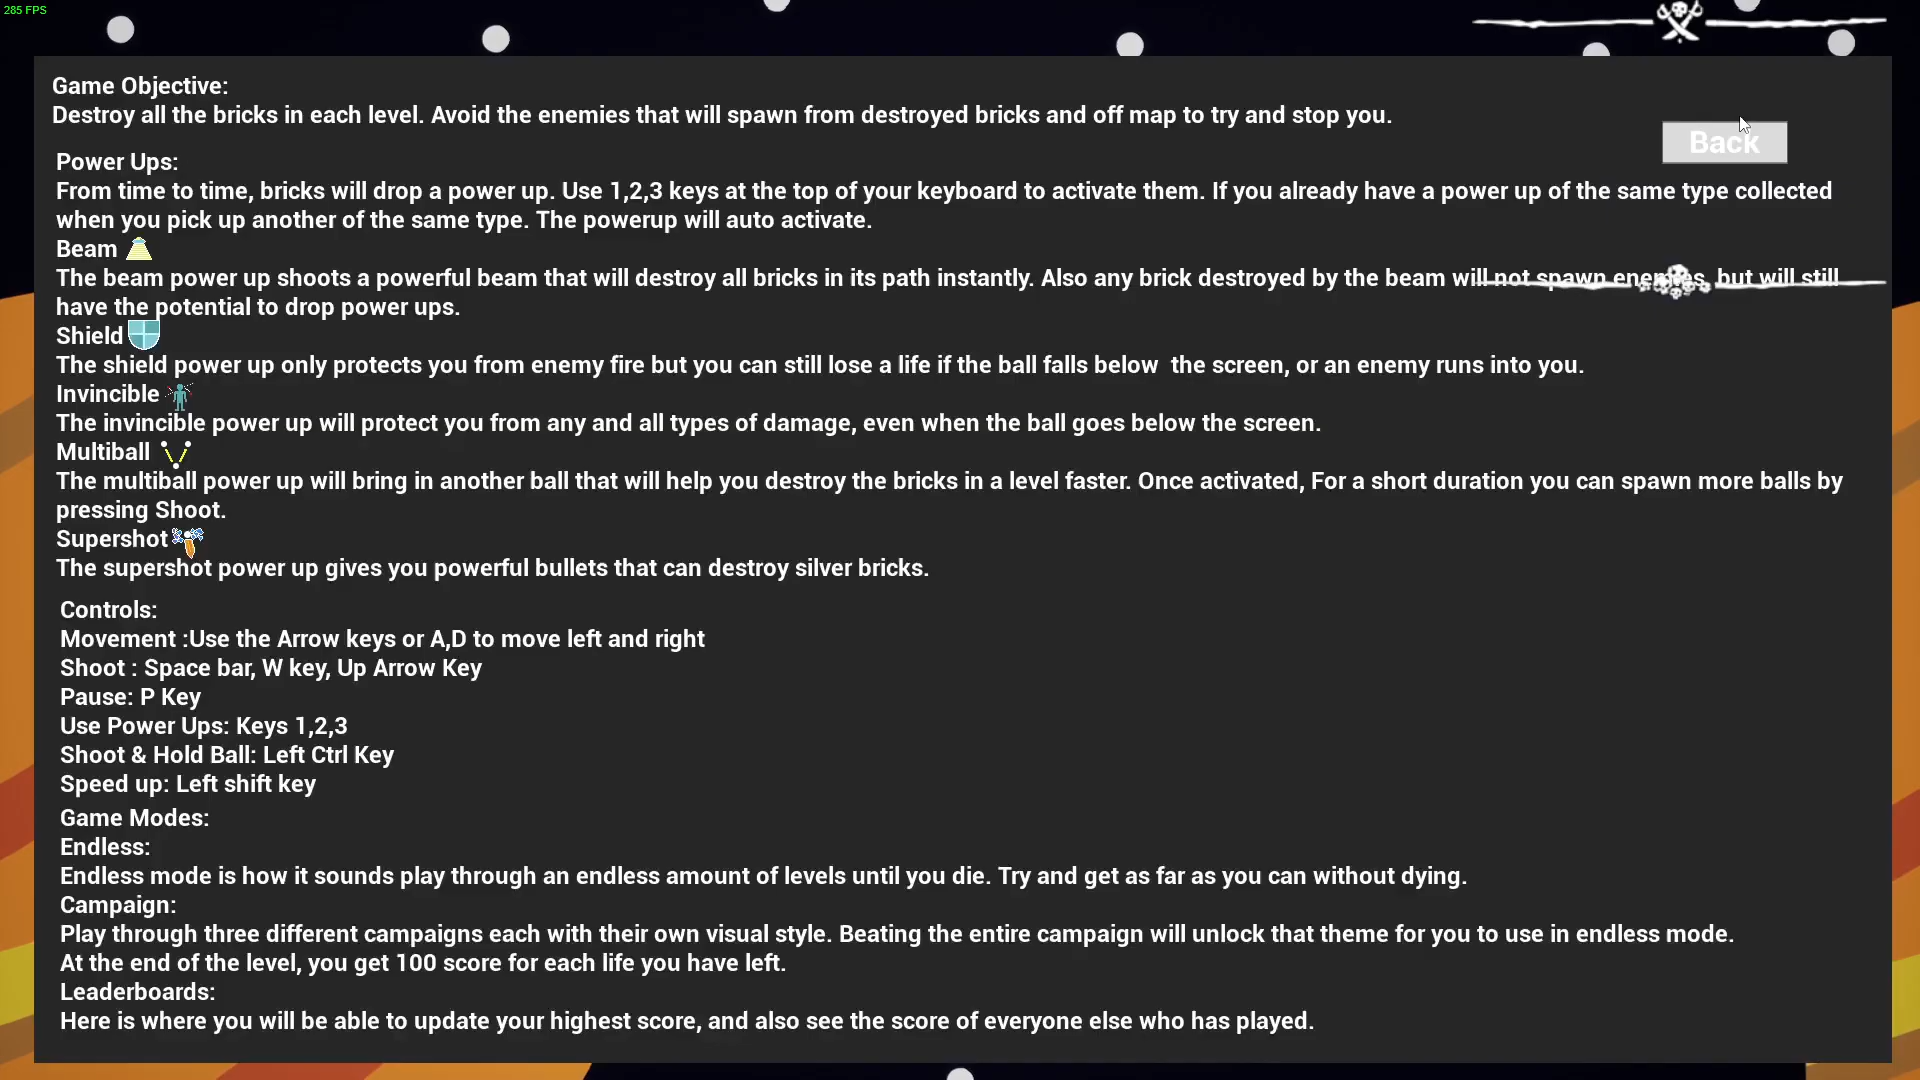 285 FPS
Game Objective:
Destroy all the bricks in each level. Avoid the enemies that will spawn from destroyed bricks and off map to try and stop you.
Back
Power Ups:
From time to time, bricks will drop a power up. Use 1,2,3 keys at the top of your keyboard to activate them. If you already have a power up of the same type collected
when you pick up another of the same type. The powerup will auto activate.
Beam
The beam power up shoots a powerful beam that will destroy all bricks in its path instantly. Also any brick destroyed by the beam will not spawn enemies, but will still
have the potential to drop power ups.
Shield
The shield power up only protects you from enemy fire but you can still lose a life if the ball falls below  the screen, or an enemy runs into you.
Invincible
The invincible power up will protect you from any and all types of damage, even when the ball goes below the screen.
Multiball
The multiball power up will bring in another ball that will help you destroy the bricks in a level faster. Once activated, For a short duration you can spawn more balls by
pressing Shoot.
Supershot
The supershot power up gives you powerful bullets that can destroy silver bricks.
Controls:
Movement :Use the Arrow keys or A,D to move left and right
Shoot : Space bar, W key, Up Arrow Key
Pause: P Key
Use Power Ups: Keys 1,2,3
Shoot & Hold Ball: Left Ctrl Key
Speed up: Left shift key
Game Modes:
Endless:
Endless mode is how it sounds play through an endless amount of levels until you die. Try and get as far as you can without dying.
Campaign:
Play through three different campaigns each with their own visual style. Beating the entire campaign will unlock that theme for you to use in endless mode.
At the end of the level, you get 100 score for each life you have left.
Leaderboards:
Here is where you will be able to update your highest score, and also see the score of everyone else who has played.